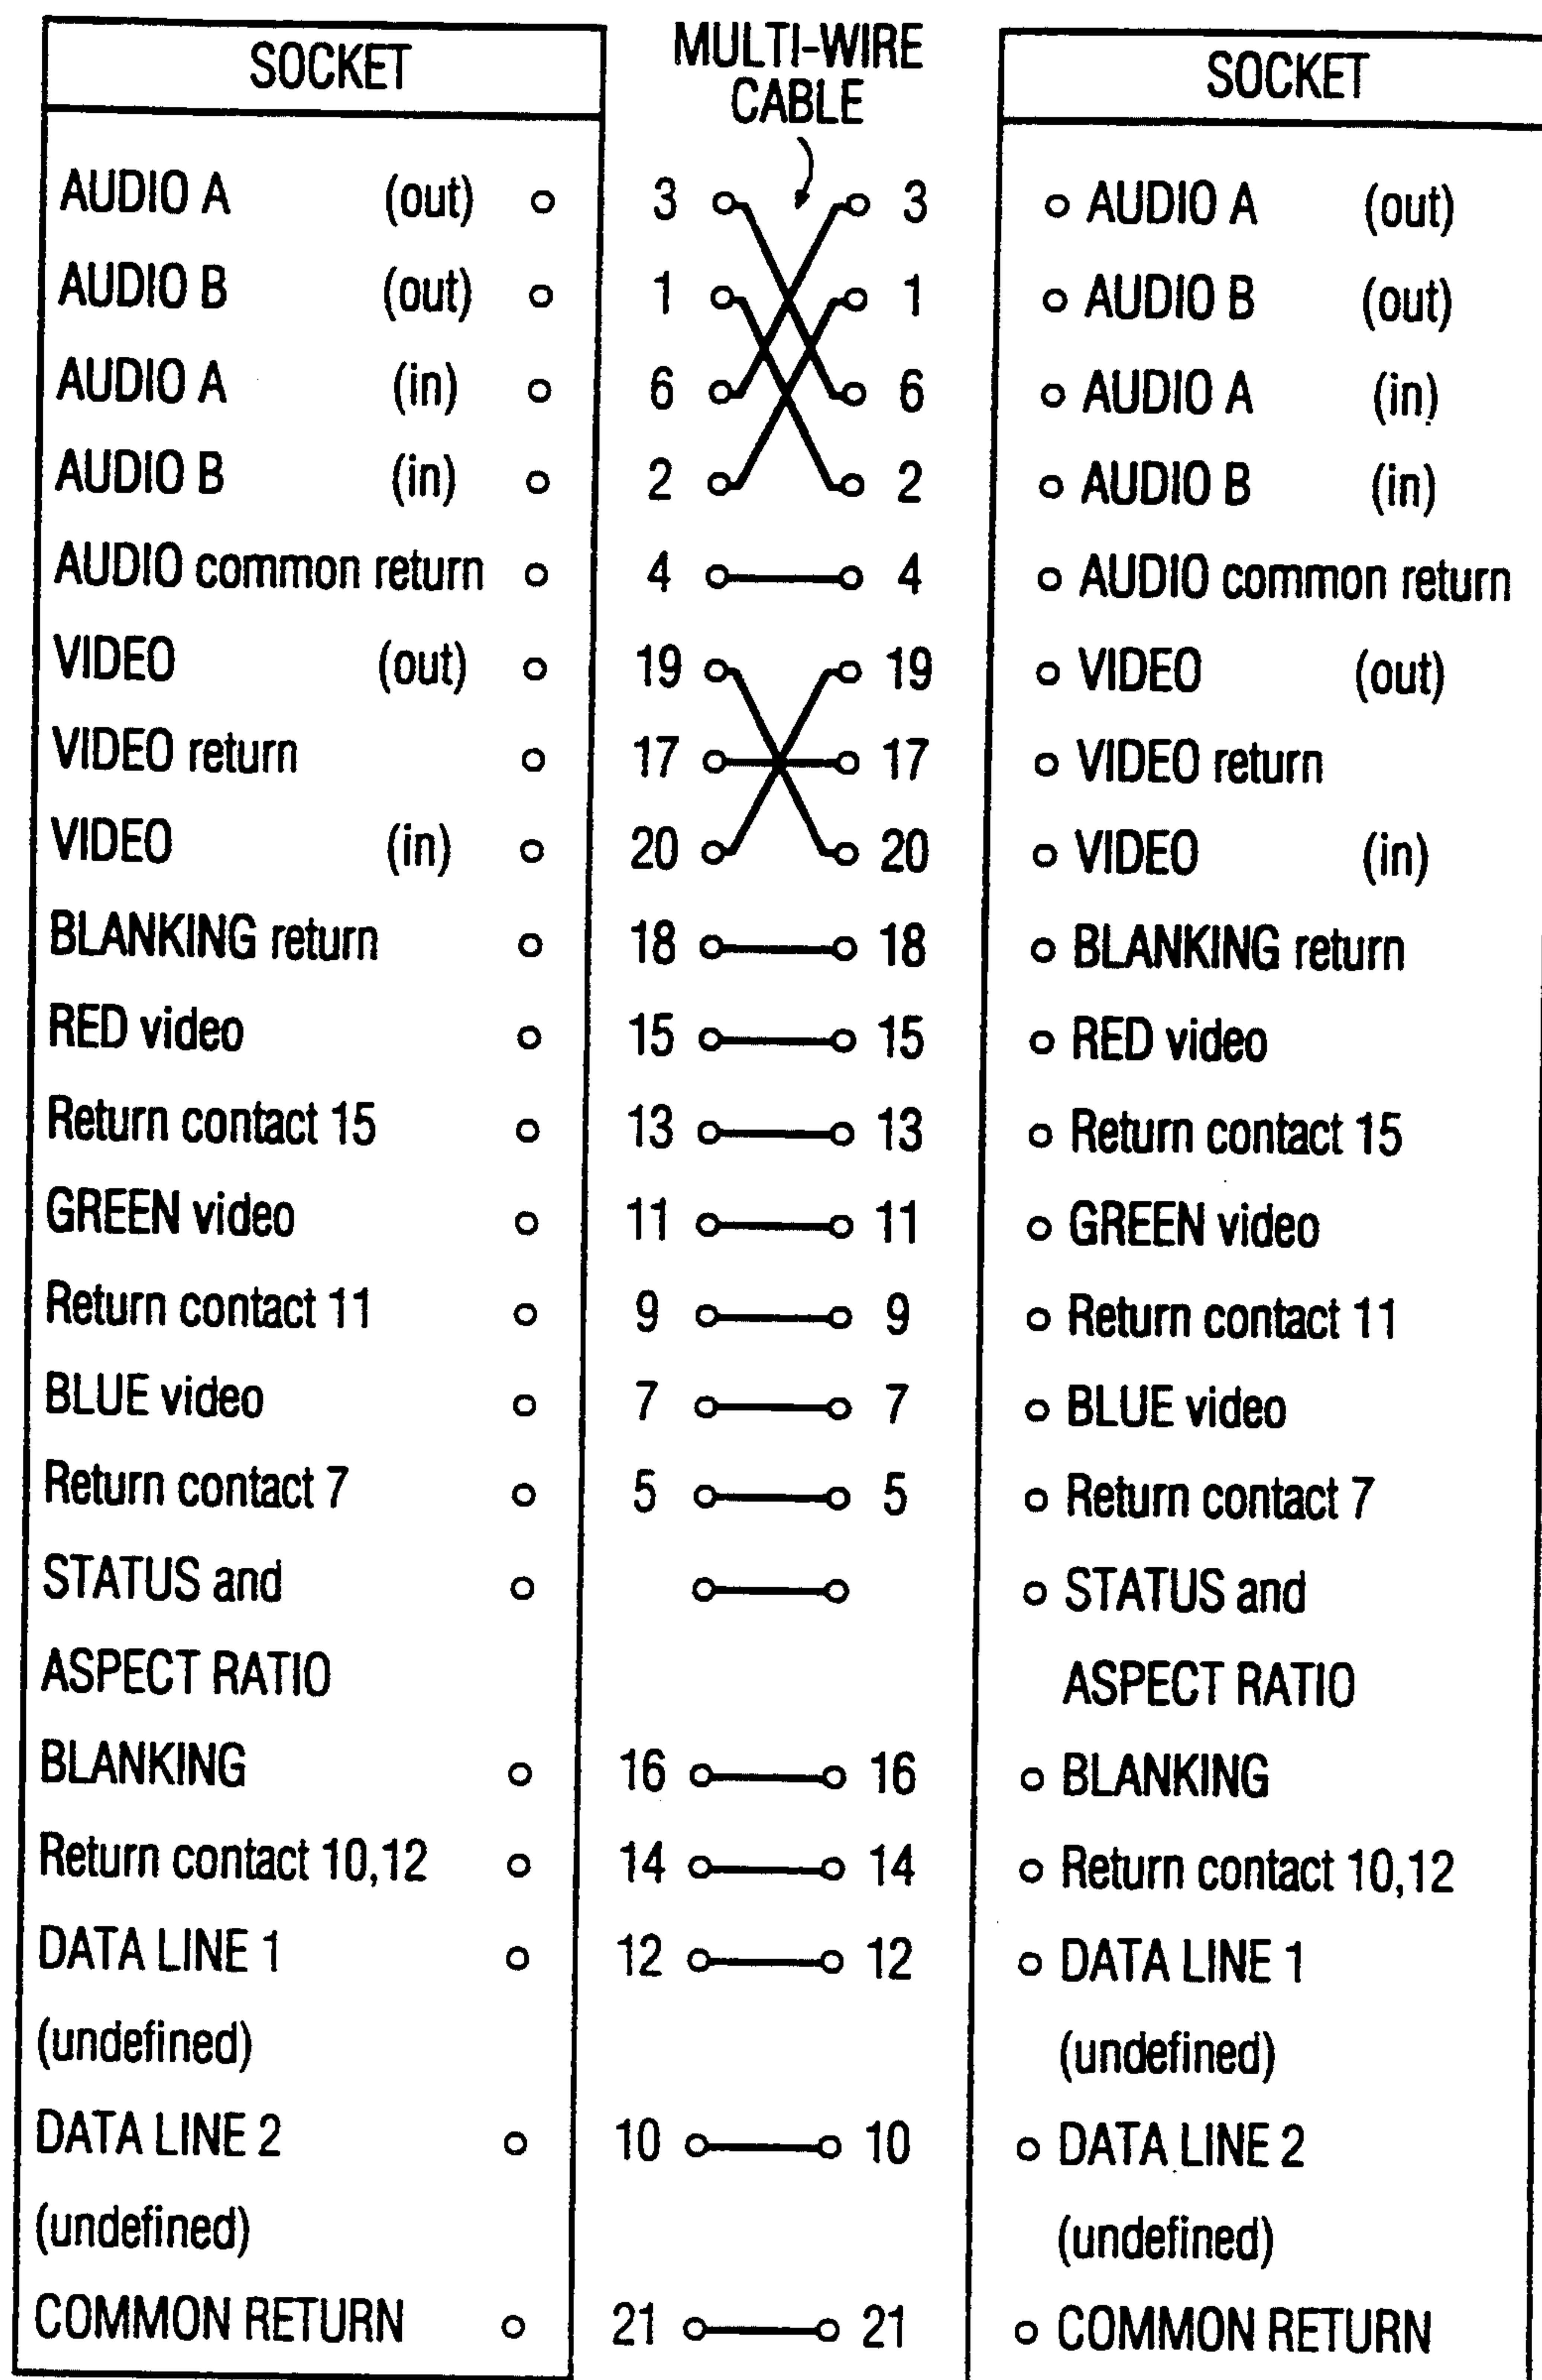 SOCKET MULTI-WIRE CABLE SOCKET
AUDIO A (out) 3 3 AUDIO A (out)
AUDIO B (out) 1 1 AUDIO B (out)
AUDIO A (in) 6 6 AUDIO A (in)
AUDIO B (in) 2 2 AUDIO B (in)
AUDIO common return 4 4 AUDIO common return
VIDEO (out) 19 19 VIDEO (out)
VIDEO return 17 17 VIDEO return
VIDEO (in) 20 20 VIDEO (in)
BLANKING return 18 18 BLANKING return
RED video 15 15 RED video
Return contact 15 13 13 Return contact 15
GREEN video 11 11 GREEN video
Return contact 11 9 9 Return contact 11
BLUE video 7 7 BLUE video
Return contact 7 5 5 Return contact 7
STATUS and STATUS and
ASPECT RATIO ASPECT RATIO
BLANKING 16 16 BLANKING
Return contact 10,12 14 14 Return contact 10,12
DATA LINE 1 12 12 DATA LINE 1
(undefined) (undefined)
DATA LINE 2 10 10 DATA LINE 2
(undefined) (undefined)
COMMON RETURN 21 21 COMMON RETURN